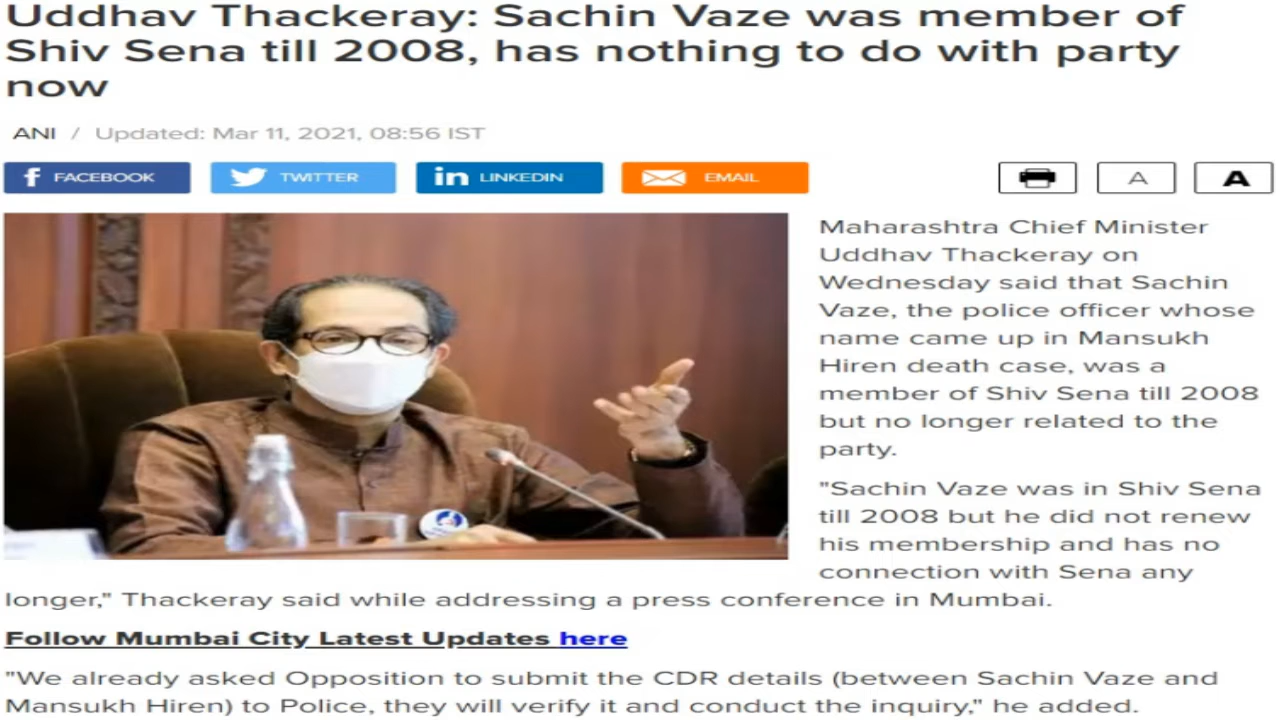 Uddhav Thackeray: Sachin Vaze was member of
Shiv Sena till 2008, has nothing to do with party
now
ANI / Updated: Mar 11, 2021, 08:56 IST
f FACEBOOK
TWITTER
in LINKEDIN
EMAIL
A
A
Maharashtra Chief Minister
Uddhav Thackeray on
Wednesday said that Sachin
Vaze, the police officer whose
name came up in Mansukh
Hiren death case, was a
member of Shiv Sena till 2008
but no longer related to the
party.
"Sachin Vaze was in Shiv Sena
till 2008 but he did not renew
his membership and has no
connection with Sena any
longer," Thackeray said while addressing a press conference in Mumbai.
Follow Mumbai City Latest Updates here
"We already asked Opposition to submit the CDR details (between Sachin Vaze and
Mansukh Hiren) to Police, they will verify it and conduct the inquiry," he added.